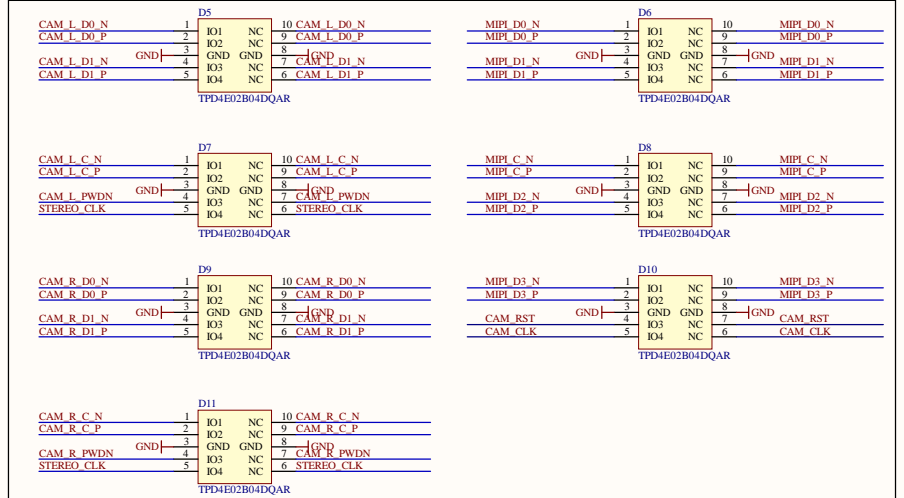 D5
CAM_L_D0_N 1 IO1 NC 10 CAM_L_D0_N
CAM_L_D0_P 2 IO2 NC 9 CAM_L_D0_P
GND 3 GND GND 8 GND
CAM_L_D1_N 4 IO3 NC 7 CAM_L_D1_N
CAM_L_D1_P 5 IO4 NC 6 CAM_L_D1_P
TPD4E02B04DQAR
D6
MIPI_D0_N 1 IO1 NC 10 MIPI_D0_N
MIPI_D0_P 2 IO2 NC 9 MIPI_D0_P
GND 3 GND GND 8 GND
MIPI_D1_N 4 IO3 NC 7 MIPI_D1_N
MIPI_D1_P 5 IO4 NC 6 MIPI_D1_P
TPD4E02B04DQAR
D7
CAM_L_C_N 1 IO1 NC 10 CAM_L_C_N
CAM_L_C_P 2 IO2 NC 9 CAM_L_C_P
GND 3 GND GND 8 GND
CAM_L_PWDN 4 IO3 NC 7 CAM_L_PWDN
STEREO_CLK 5 IO4 NC 6 STEREO_CLK
TPD4E02B04DQAR
D8
MIPI_C_N 1 IO1 NC 10 MIPI_C_N
MIPI_C_P 2 IO2 NC 9 MIPI_C_P
GND 3 GND GND 8 GND
MIPI_D2_N 4 IO3 NC 7 MIPI_D2_N
MIPI_D2_P 5 IO4 NC 6 MIPI_D2_P
TPD4E02B04DQAR
D9
CAM_R_D0_N 1 IO1 NC 10 CAM_R_D0_N
CAM_R_D0_P 2 IO2 NC 9 CAM_R_D0_P
GND 3 GND GND 8 GND
CAM_R_D1_N 4 IO3 NC 7 CAM_R_D1_N
CAM_R_D1_P 5 IO4 NC 6 CAM_R_D1_P
TPD4E02B04DQAR
D10
MIPI_D3_N 1 IO1 NC 10 MIPI_D3_N
MIPI_D3_P 2 IO2 NC 9 MIPI_D3_P
GND 3 GND GND 8 GND
CAM_RST 4 IO3 NC 7 CAM_RST
CAM_CLK 5 IO4 NC 6 CAM_CLK
TPD4E02B04DQAR
D11
CAM_R_C_N 1 IO1 NC 10 CAM_R_C_N
CAM_R_C_P 2 IO2 NC 9 CAM_R_C_P
GND 3 GND GND 8 GND
CAM_R_PWDN 4 IO3 NC 7 CAM_R_PWDN
STEREO_CLK 5 IO4 NC 6 STEREO_CLK
TPD4E02B04DQAR